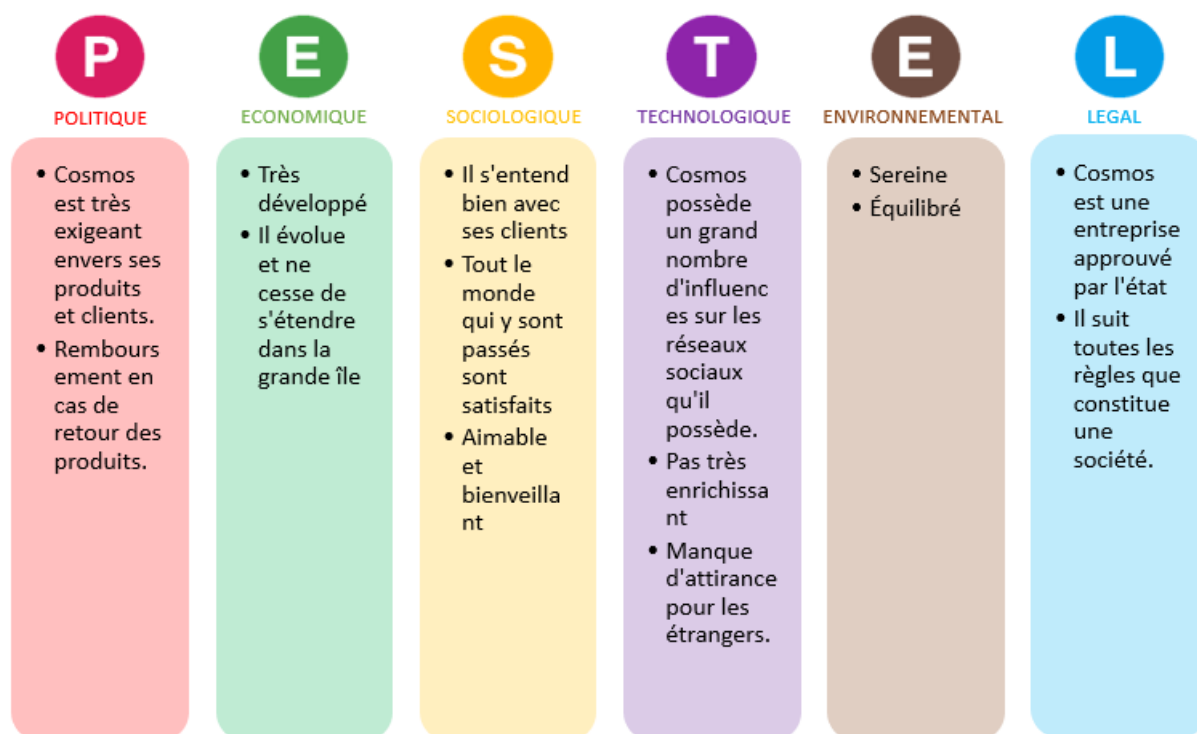 P
POLITIQUE
• Cosmos
est très
exigeant
envers ses
produits
et clients.
• Rembours
ement en
cas de
retour des
produits.
E
ECONOMIQUE
• Très
développé
• Il évolue
et ne
cesse de
s'étendre
dans la
grande île
S
SOCIOLOGIQUE
• Il s'entend
bien avec
ses clients
• Tout le
monde
qui y sont
passés
sont
satisfaits
• Aimable
et
bienveilla
nt
T
TECHNOLOGIQUE
• Cosmos
possède
un grand
nombre
d'influenc
es sur les
réseaux
sociaux
qu'il
possède.
• Pas très
enrichissa
nt
• Manque
d'attirance
pour les
étrangers.
E
ENVIRONNEMENTAL
• Sereine
• Équilibré
L
LEGAL
• Cosmos
est une
entreprise
approuvé
par l'état
• Il suit
toutes les
règles que
constitue
une
société.